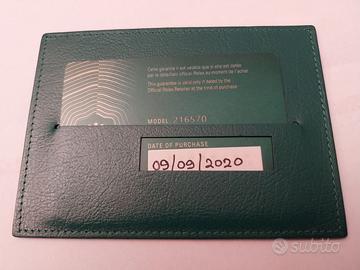 Cette garantie n'est valable que si elle est datée
par le détaillant officiel Rolex au moment de l'achat
This guarantee is valid only if dated by the
Official Rolex Retailer at the time of purchase
MODEL 216570
DATE OF PURCHASE
09/09/2020
subito